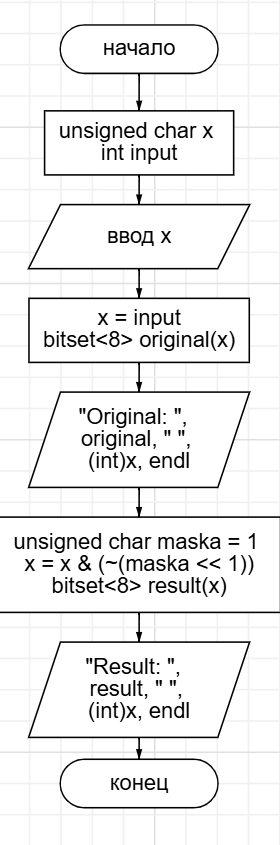 начало
unsigned char x
int input
ввод x
x = input
bitset<8> original(x)
"Original: ",
original, " ",
(int)x, endl
unsigned char maska = 1
x = x & (~(maska << 1))
bitset<8> result(x)
"Result: ",
result, " ",
(int)x, endl
конец